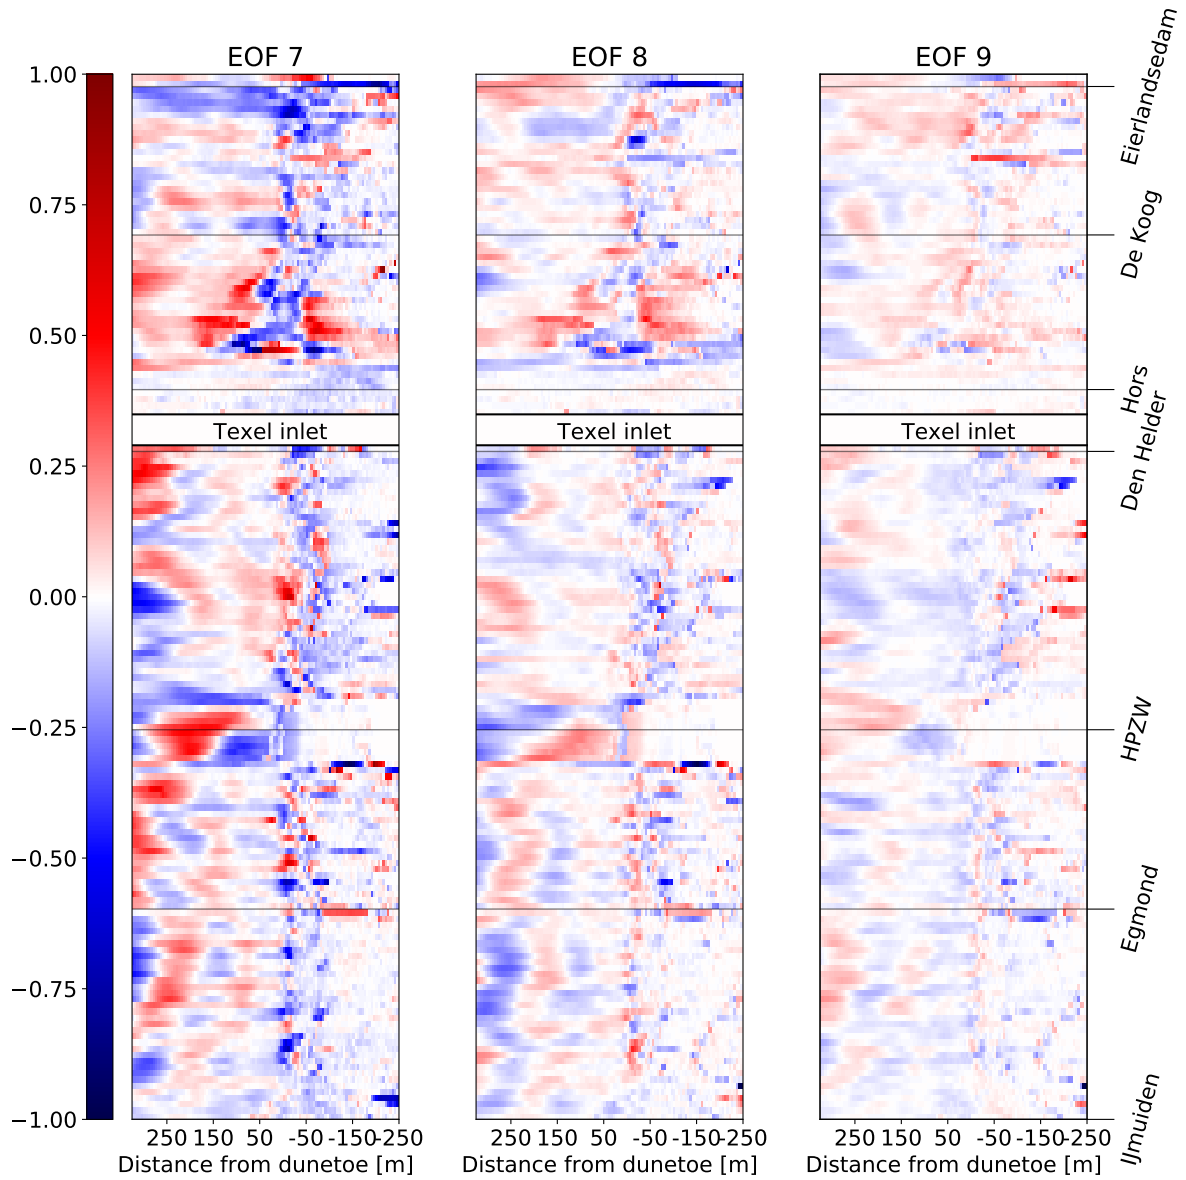 EOF 7
EOF 8
EOF 9
1.00
0.75
0.50
0.25
0.00
−0.25
−0.50
−0.75
−1.00
Texel inlet
Texel inlet
Texel inlet
Eierlandsedam
De Koog
Hors
Den Helder
HPZW
Egmond
IJmuiden
250 150 50 -50 -150 -250
250 150 50 -50 -150 -250
250 150 50 -50 -150 -250
Distance from dunetoe [m]
Distance from dunetoe [m]
Distance from dunetoe [m]